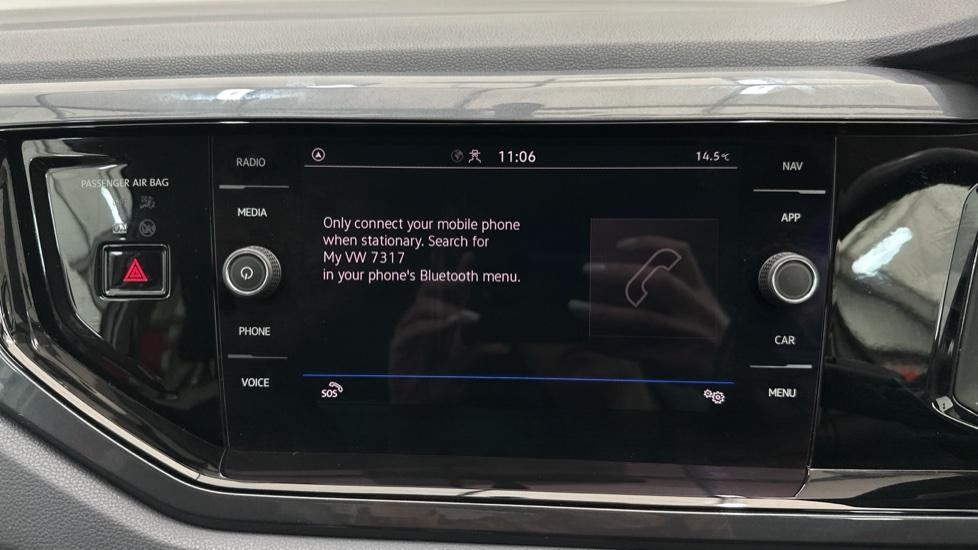 PASSENGER AIR BAG
RADIO
MEDIA
PHONE
VOICE
11:06
14.5°C
Only connect your mobile phone
when stationary. Search for
My VW 7317
in your phone's Bluetooth menu.
SOS
NAV
APP
CAR
MENU